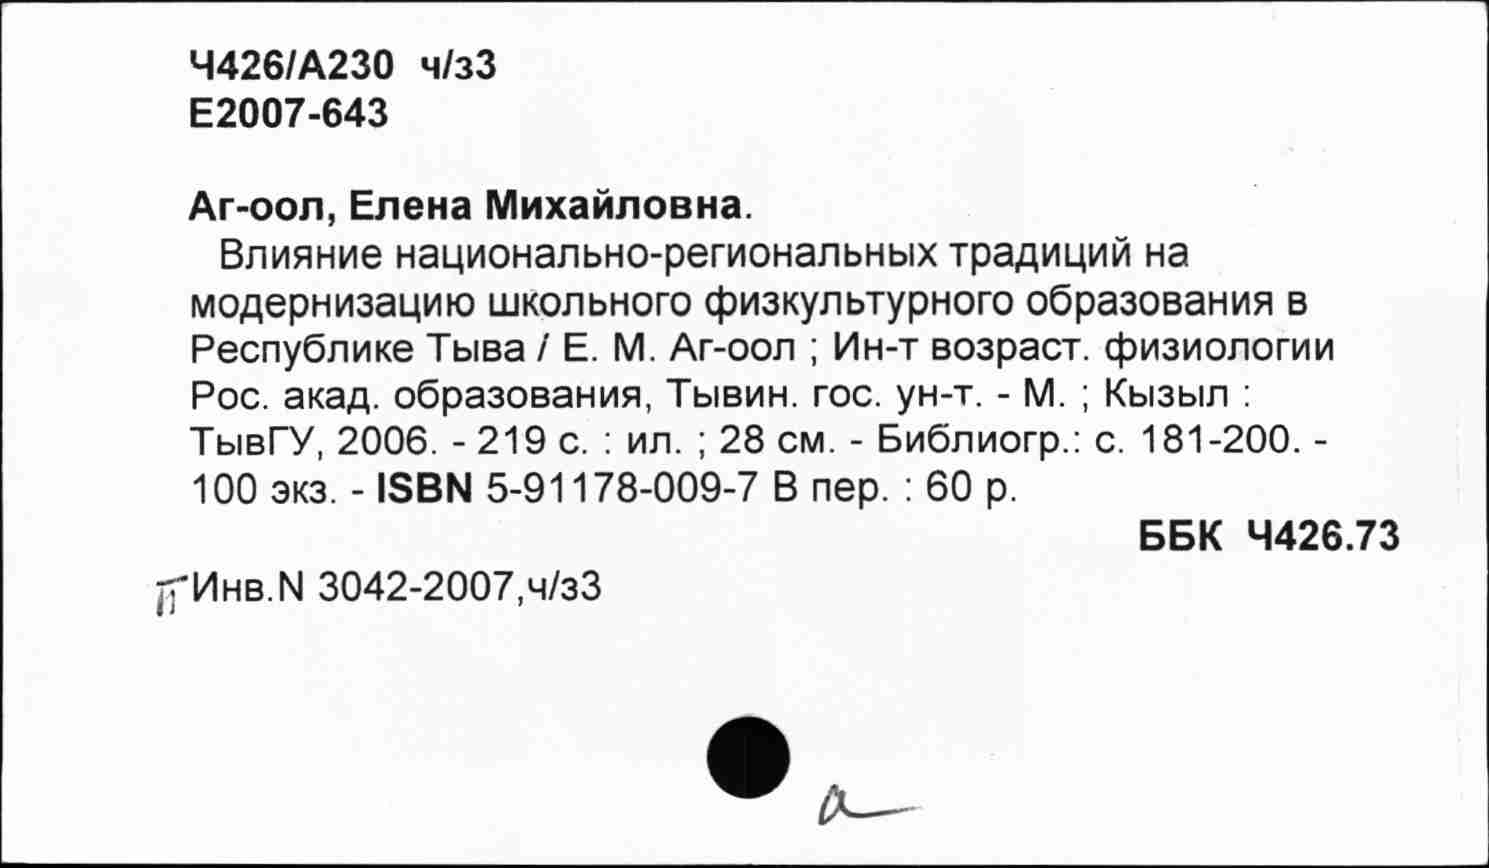 Ч426/А230 ч/з3
Е2007-643
Аг-оол, Елена Михайловна.
Влияние национально-региональных традиций на
модернизацию школьного физкультурного образования в
Республике Тыва / Е. М. Аг-оол ; Ин-т возраст. физиологии
Рос. акад. образования, Тывин. гос. ун-т. - М. ; Кызыл :
ТывГУ, 2006. - 219 с. : ил. ; 28 см. - Библиогр.: с. 181-200. -
100 экз. - ISBN 5-91178-009-7 В пер. : 60 р.
ББК Ч426.73
Инв.N 3042-2007,ч/з3
а